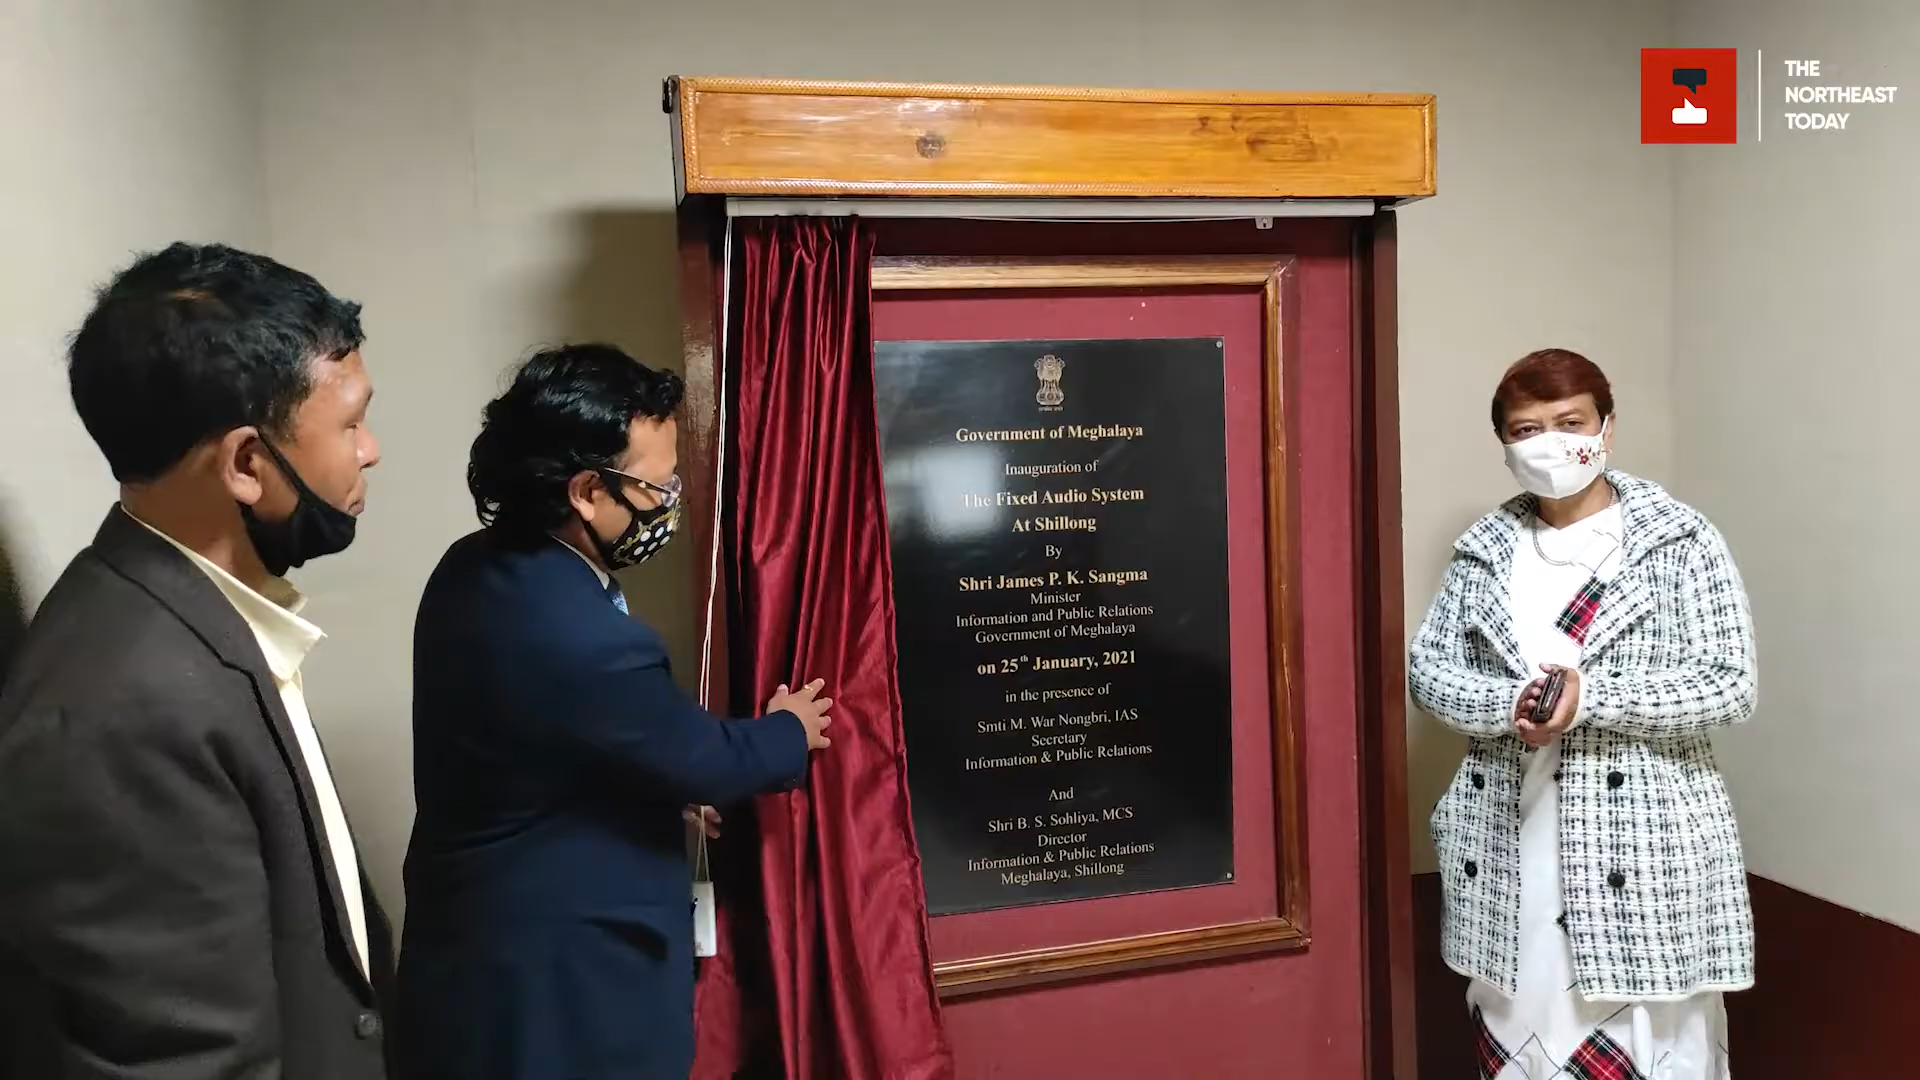 THE
NORTHEAST
TODAY
Government of Meghalaya
Inauguration of
The Fixed Audio System
At Shillong
By
Shri James P. K. Sangma
Minister
Information and Public Relations
Government of Meghalaya
on 25th January, 2021
in the presence of
Smti M. War Nongbri, IAS
Secretary
Information & Public Relations
And
Shri B. S. Sohliya, MCS
Director
Information & Public Relations
Meghalaya, Shillong